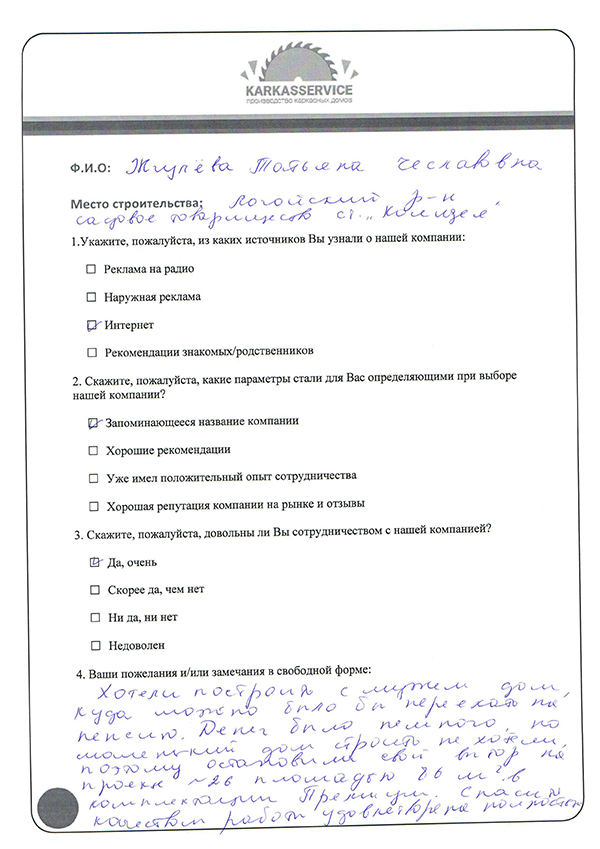 KARKASSERVICE
производство каркасных домов
Ф.И.О: Жгулёва Татьяна Чеславовна
Место строительства: Логойский р-н
садовое товарищество ст. „Колизей"
1.Укажите, пожалуйста, из каких источников Вы узнали о нашей компании:
Реклама на радио
Наружная реклама
Интернет
Рекомендации знакомых/родственников
2. Скажите, пожалуйста, какие параметры стали для Вас определяющими при выборе
нашей компании?
Запоминающееся название компании
Хорошие рекомендации
Уже имел положительный опыт сотрудничества
Хорошая репутация компании на рынке и отзывы
3. Скажите, пожалуйста, довольны ли Вы сотрудничеством с нашей компанией?
Да, очень
Скорее да, чем нет
Ни да, ни нет
Недоволен
4. Ваши пожелания и/или замечания в свободной форме:
Хотели построить с мужем дом,
куда можно было бы переехать на
пенсию. Денег было немного, но
маленький дом строить не хотели,
поэтому остановили свой выбор на
проекте №26 площадью 86 м². в
комплектации Премиум. Спасибо
качеством работ удовлетворена полностью